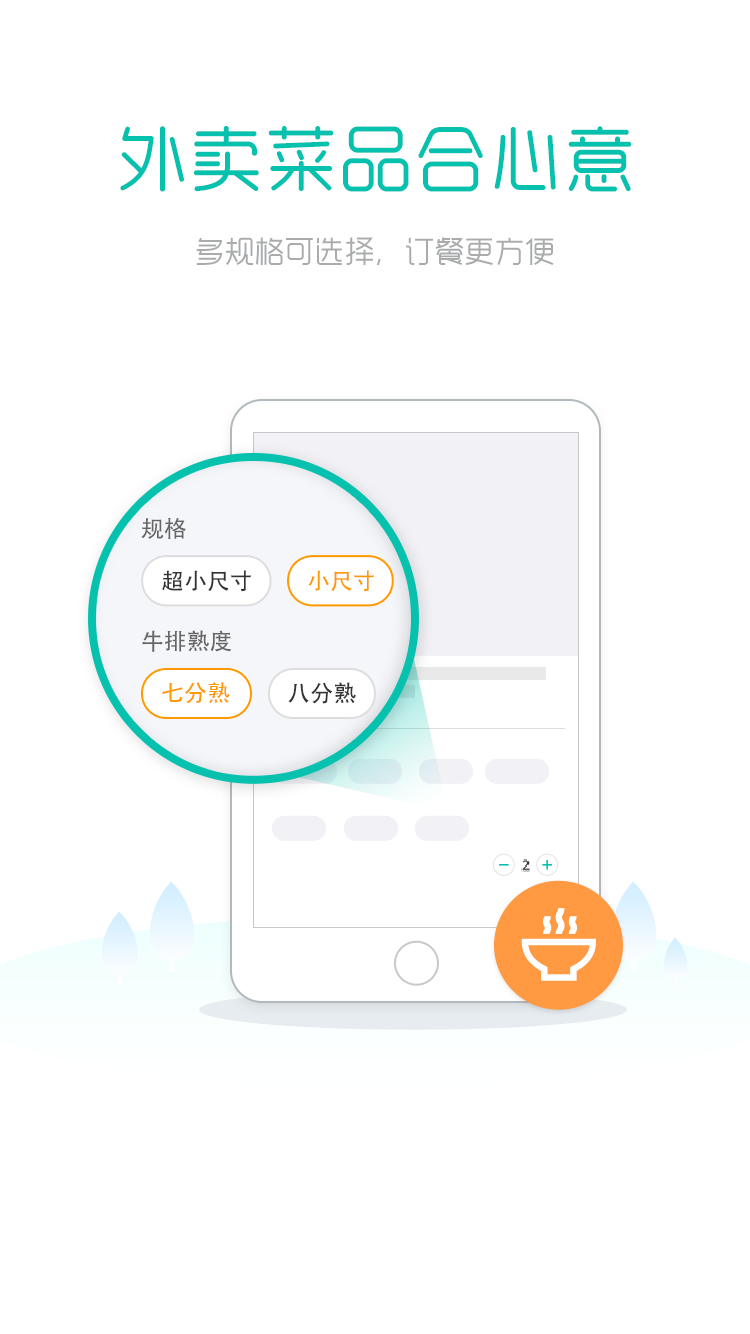 外卖菜品合心意
多规格可选择，订餐更方便
规格
超小尺寸 小尺寸
牛排熟度
七分熟 八分熟
2